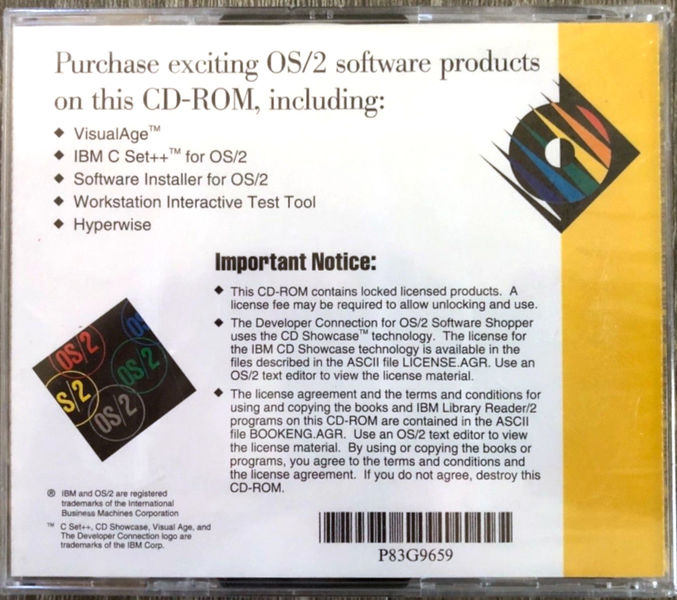 Purchase exciting OS/2 software products
on this CD-ROM, including:
◆ VisualAge™
◆ IBM C Set++™ for OS/2
◆ Software Installer for OS/2
◆ Workstation Interactive Test Tool
◆ Hyperwise
Important Notice:
◆ This CD-ROM contains locked licensed products. A
license fee may be required to allow unlocking and use.
◆ The Developer Connection for OS/2 Software Shopper
uses the CD Showcase™ technology. The license for
the IBM CD Showcase technology is available in the
files described in the ASCII file LICENSE.AGR. Use an
OS/2 text editor to view the license material.
◆ The license agreement and the terms and conditions for
using and copying the books and IBM Library Reader/2
programs on this CD-ROM are contained in the ASCII
file BOOKENG.AGR. Use an OS/2 text editor to view
the license material. By using or copying the books or
programs, you agree to the terms and conditions and
the license agreement. If you do not agree, destroy this
CD-ROM.
OS/2
OS/2
OS/2
S/2
OS/2
® IBM and OS/2 are registered
trademarks of the International
Business Machines Corporation
™ C Set++, CD Showcase, Visual Age, and
The Developer Connection logo are
trademarks of the IBM Corp.
P83G9659